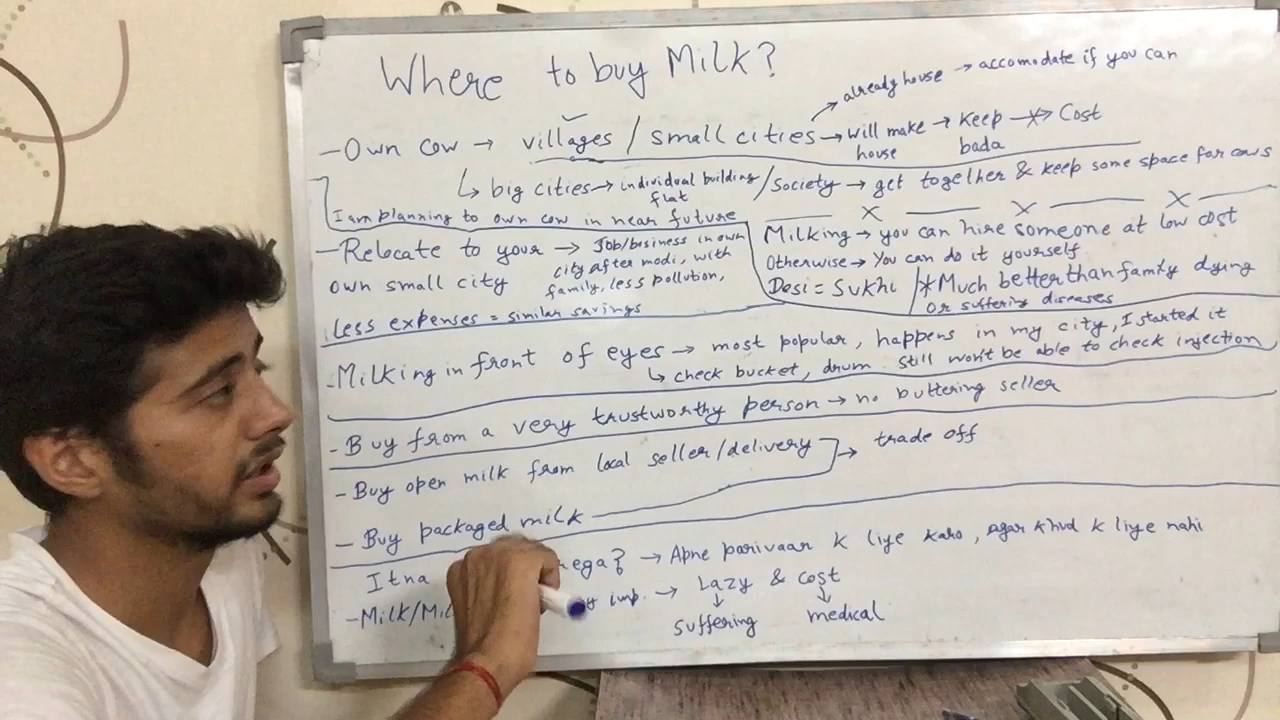 Where to buy Milk?
already house → accomodate if you can
- Own cow → villages / small cities → will make house → Keep bada → Cost
↳ big cities → individual building / Society → get together & keep some space for cows
flat
I am planning to own cow in near future
Milking → you can hire someone at low cost
Otherwise → You can do it yourself
Desi = Sukhi / * Much better than family dying
or suffering diseases
- Relocate to your → Job/business in own
own small city city after modi, with
family, less pollution,
less expenses = similar savings
- Milking in front of eyes → most popular, happens in my city, I started it
↳ check bucket, drum. still won't be able to check injection
- Buy from a very trustworthy person → no buttering seller
- Buy open milk from local seller/delivery → trade off
- Buy packaged milk
Itna ega? → Apne parivaar k liye karo, agar khud k liye nahi
- Milk/Mil imp. → Lazy & cost
suffering medical